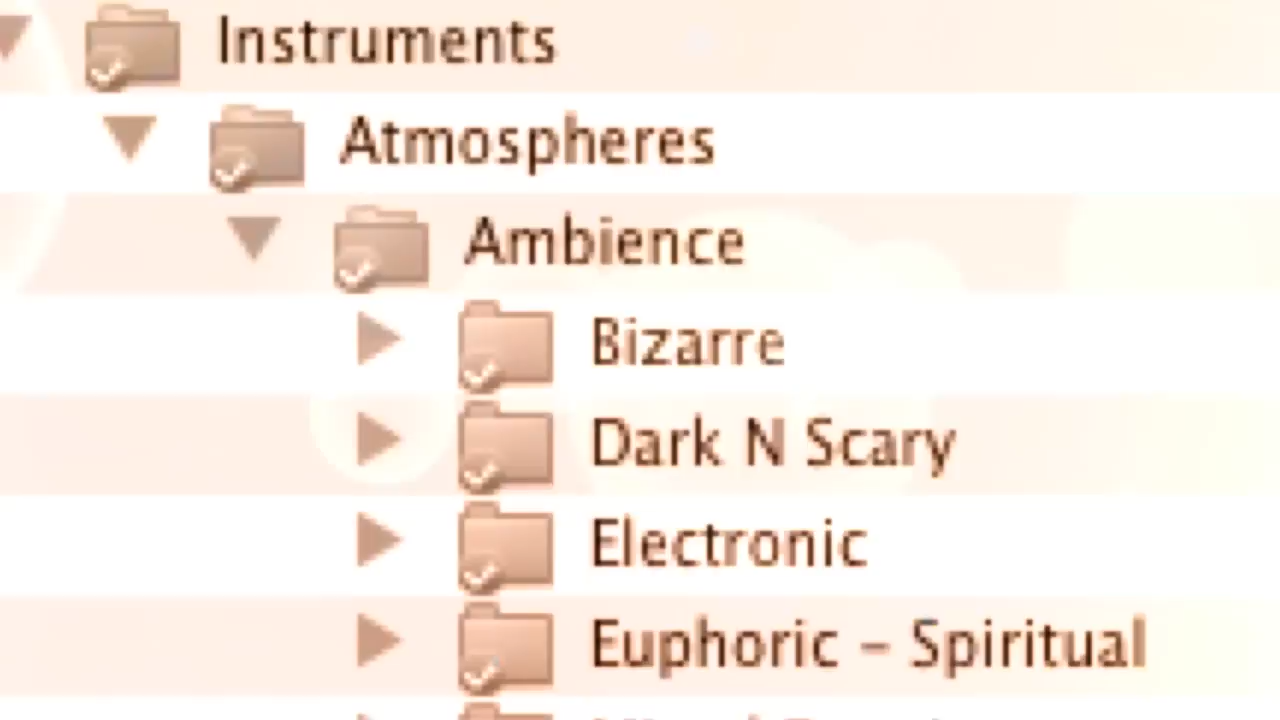 Instruments
Atmospheres
Ambience
Bizarre
Dark N Scary
Electronic
Euphoric – Spiritual